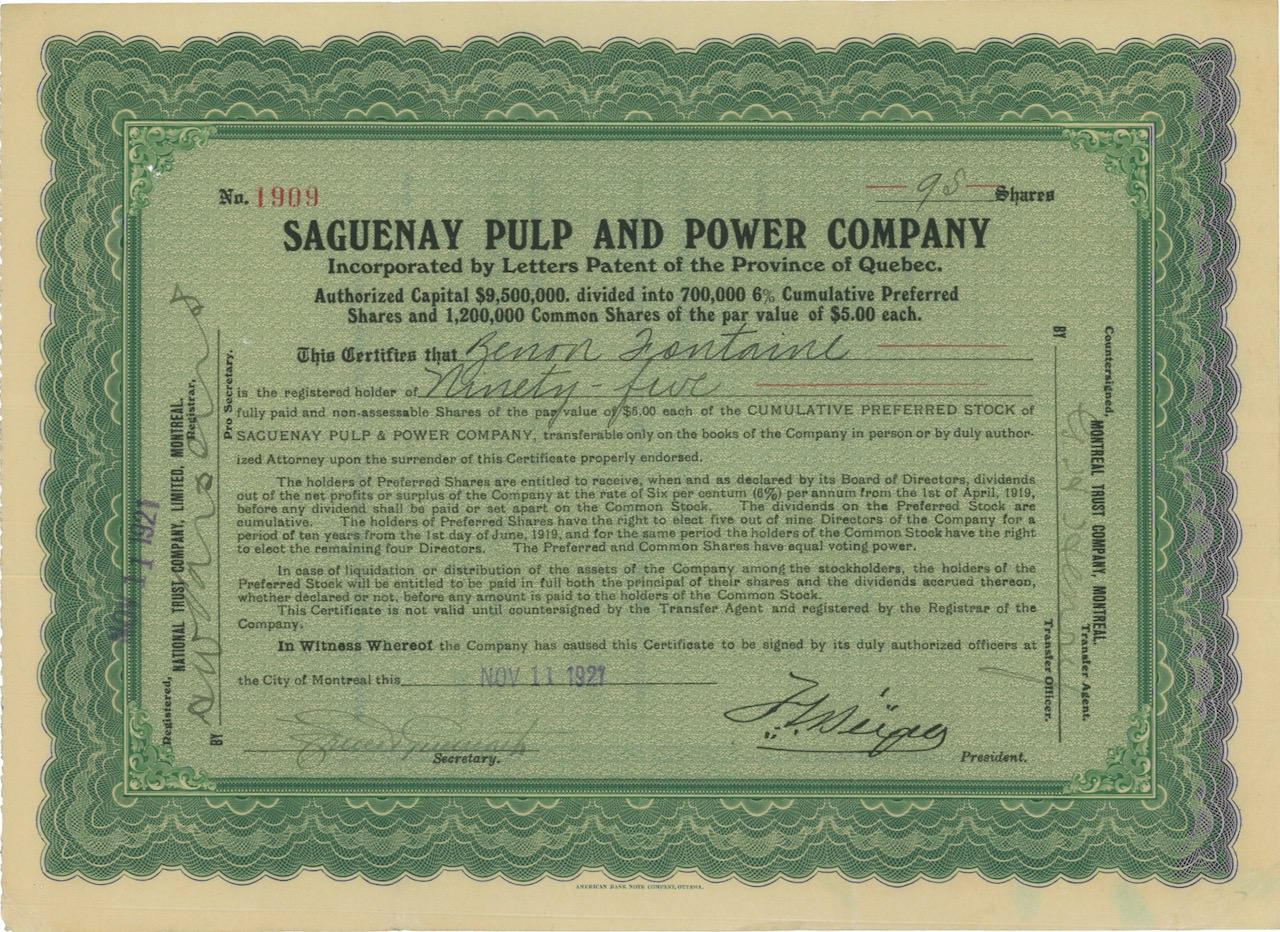 No. 1909
95 Shares
SAGUENAY PULP AND POWER COMPANY
Incorporated by Letters Patent of the Province of Quebec.
Authorized Capital $9,500,000. divided into 700,000 6% Cumulative Preferred
Shares and 1,200,000 Common Shares of the par value of $5.00 each.
This Certifies that Benon Fontaine
is the registered holder of Ninety-five
fully paid and non-assessable Shares of the par value of $5.00 each of the CUMULATIVE PREFERRED STOCK of
SAGUENAY PULP & POWER COMPANY, transferable only on the books of the Company in person or by duly author-
ized Attorney upon the surrender of this Certificate properly endorsed.
The holders of Preferred Shares are entitled to receive, when and as declared by its Board of Directors, dividends
out of the net profits or surplus of the Company at the rate of Six per centum (6%) per annum from the 1st of April, 1919,
before any dividend shall be paid or set apart on the Common Stock. The dividends on the Preferred Stock are
cumulative. The holders of Preferred Shares have the right to elect five out of nine Directors of the Company for a
period of ten years from the 1st day of June, 1919, and for the same period the holders of the Common Stock have the right
to elect the remaining four Directors. The Preferred and Common Shares have equal voting power.
In case of liquidation or distribution of the assets of the Company among the stockholders, the holders of the
Preferred Stock will be entitled to be paid in full both the principal of their shares and the dividends accrued thereon,
whether declared or not, before any amount is paid to the holders of the Common Stock.
This Certificate is not valid until countersigned by the Transfer Agent and registered by the Registrar of the
Company.
In Witness Whereof the Company has caused this Certificate to be signed by its duly authorized officers at
the City of Montreal this NOV 11 1921
Secretary.
President.
NOV 11 1921
Registered,
NATIONAL TRUST COMPANY, LIMITED, MONTREAL.
Registrar,
BY
Pro Secretary.
Countersigned,
MONTREAL TRUST COMPANY, MONTREAL.
Transfer Agent.
BY
Transfer Officer.
AMERICAN BANK NOTE COMPANY, OTTAWA.